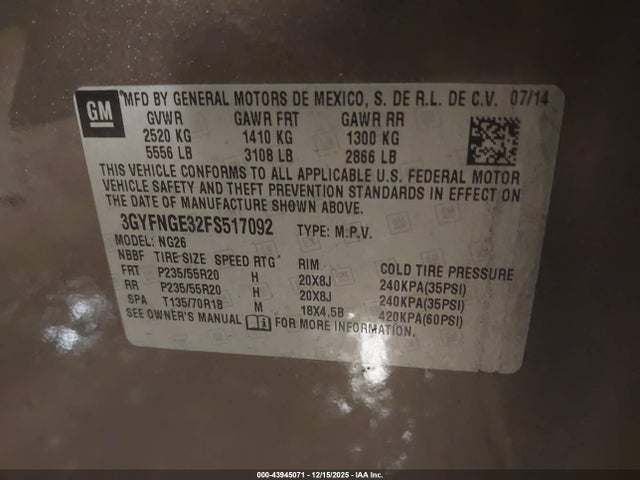 GM MFD BY GENERAL MOTORS DE MEXICO, S. DE R.L. DE C.V. 07/14
GVWR GAWR FRT GAWR RR
2520 KG 1410 KG 1300 KG
5556 LB 3108 LB 2866 LB
THIS VEHICLE CONFORMS TO ALL APPLICABLE U.S. FEDERAL MOTOR
VEHICLE SAFETY AND THEFT PREVENTION STANDARDS IN EFFECT ON
THE DATE OF MANUFACTURE SHOWN ABOVE.
3GYFNGE32FS517092 TYPE: M.P.V.
MODEL: NG26
NBBF TIRE SIZE SPEED RTG RIM COLD TIRE PRESSURE
FRT P235/55R20 H 20X8J 240KPA(35PSI)
RR P235/55R20 H 20X8J 240KPA(35PSI)
SPA T135/70R18 M 18X4.5B 420KPA(60PSI)
SEE OWNER'S MANUAL FOR MORE INFORMATION.
000-43945071 - 12/15/2025 - IAA Inc.